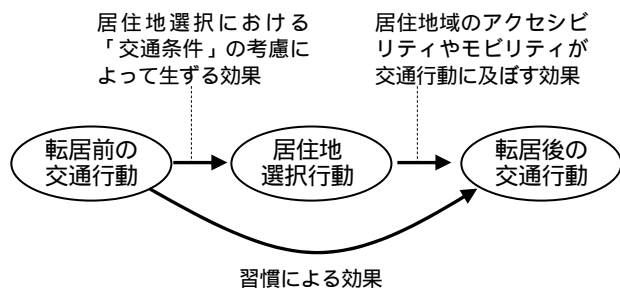 居住地選択における
「交通条件」の考慮に
よって生ずる効果
居住地域のアクセシビ
リティやモビリティが
交通行動に及ぼす効果
転居前の
交通行動
居住地
選択行動
転居後の
交通行動
習慣による効果